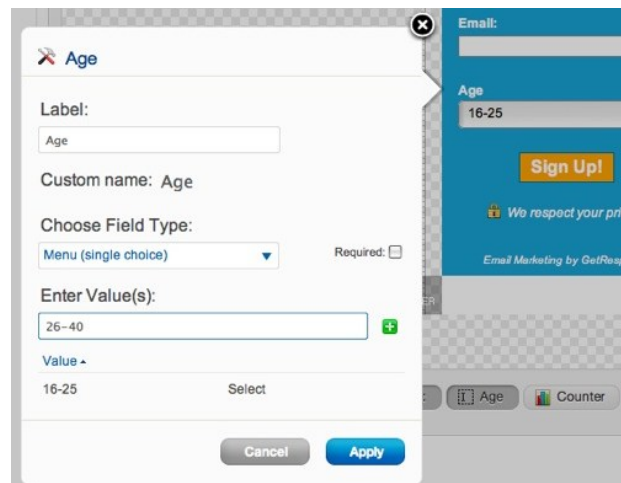 Age
Label:
Age
Custom name: Age
Choose Field Type:
Menu (single choice)
Required:
Enter Value(s):
26-40
Value
16-25 Select
Cancel Apply
Email:
Age
16-25
Sign Up!
We respect your pri
Email Marketing by GetResp
ER
Age Counter